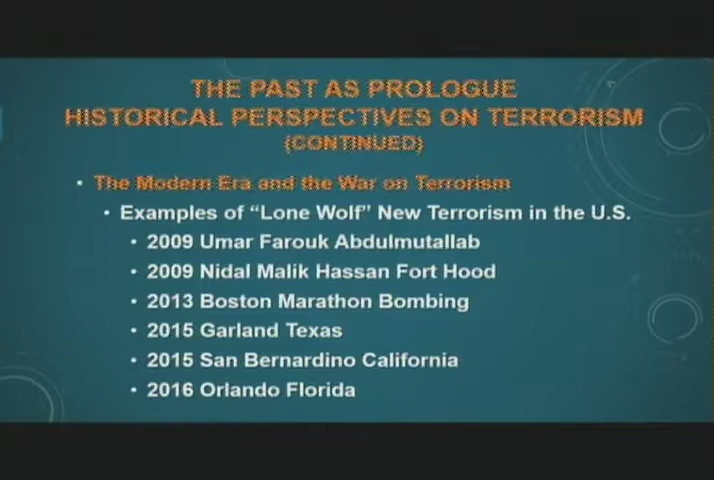 THE PAST AS PROLOGUE
HISTORICAL PERSPECTIVES ON TERRORISM
(CONTINUED)
• The Modern Era and the War on Terrorism
• Examples of “Lone Wolf” New Terrorism in the U.S.
• 2009 Umar Farouk Abdulmutallab
• 2009 Nidal Malik Hassan Fort Hood
• 2013 Boston Marathon Bombing
• 2015 Garland Texas
• 2015 San Bernardino California
• 2016 Orlando Florida